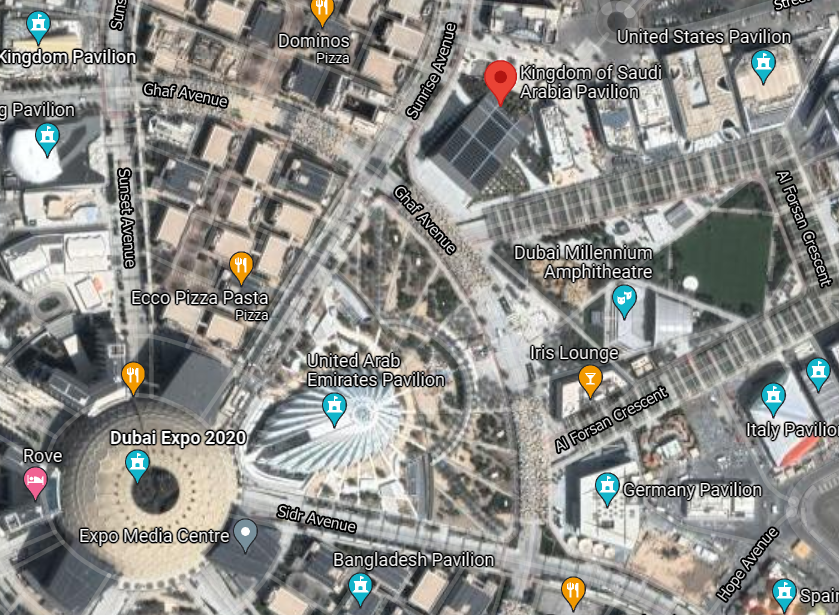 Suns
Street
Dominos
Pizza
Kingdom Pavilion
United States Pavilion
Sunrise Avenue
Kingdom of Saudi
Arabia Pavilion
Ghaf Avenue
g Pavilion
Sunset Avenue
Ghaf Avenue
Al Forsan Crescent
Dubai Millennium
Amphitheatre
Ecco Pizza Pasta
Pizza
Iris Lounge
United Arab
Emirates Pavilion
Al Forsan Crescent
Italy Pavilion
Dubai Expo 2020
Rove
Germany Pavilion
Sidr Avenue
Expo Media Centre
Bangladesh Pavilion
Hope Avenue
Spain